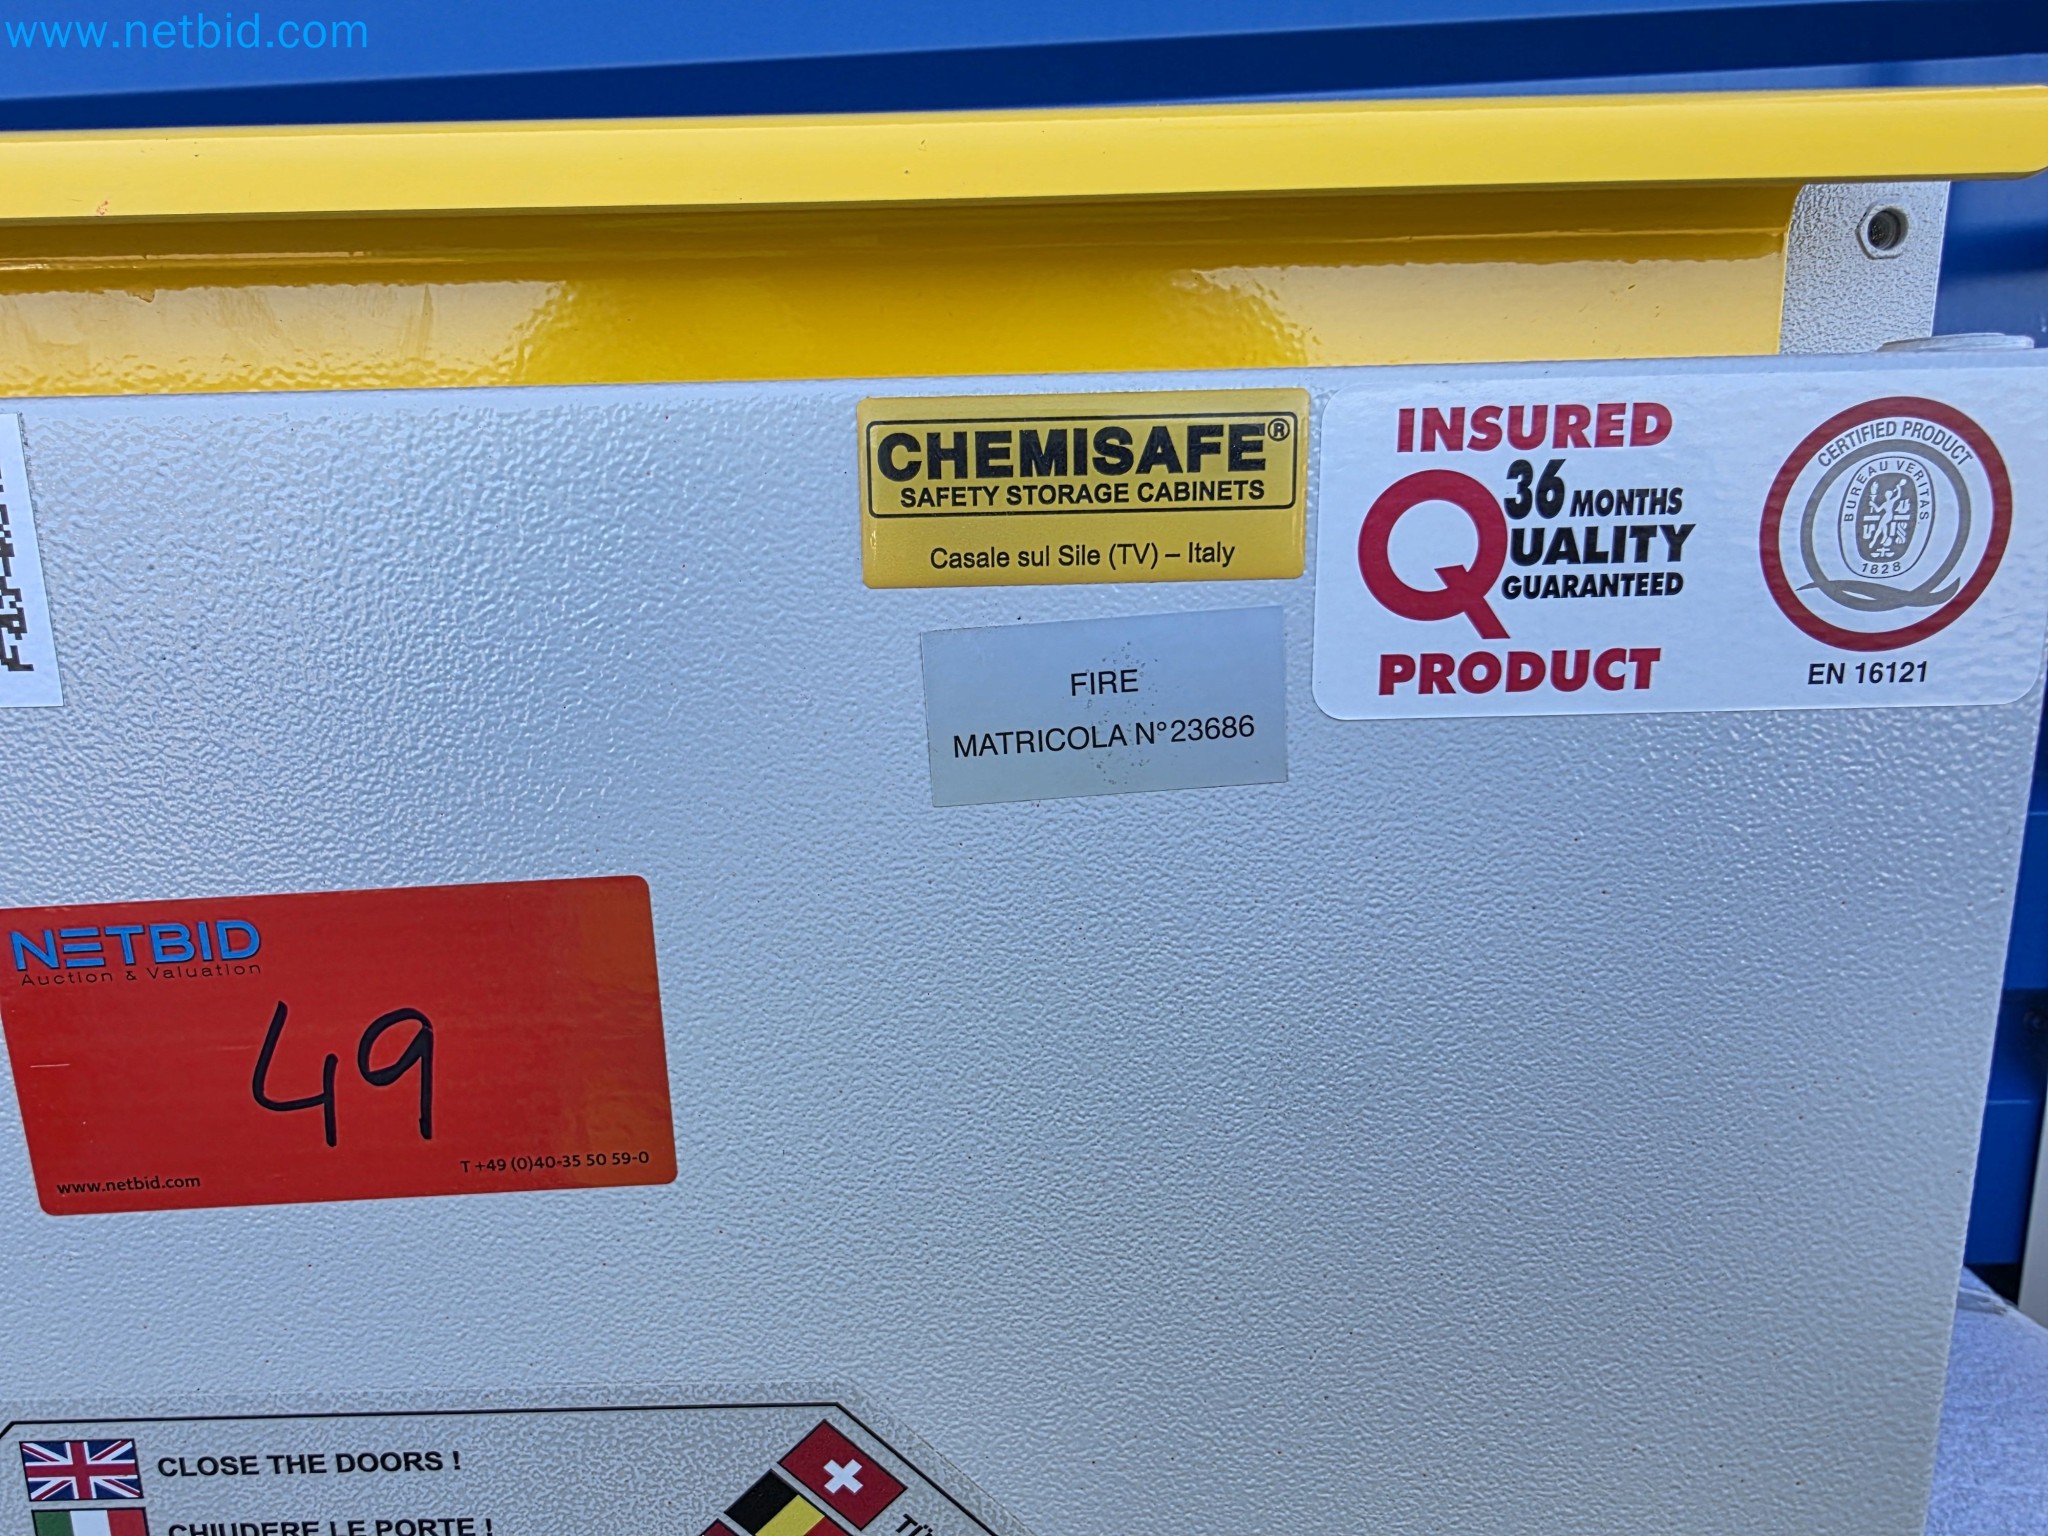 www.netbid.com
CHEMISAFE®
SAFETY STORAGE CABINETS
Casale sul Sile (TV) – Italy
INSURED
36 MONTHS
QUALITY
GUARANTEED
PRODUCT
CERTIFIED PRODUCT
BUREAU VERITAS
1828
EN 16121
FIRE
MATRICOLA N° 23686
NETBID
Auction & Valuation
49
www.netbid.com
T +49 (0)40-35 50 59-0
CLOSE THE DOORS !
CHIUDERE LE PORTE !